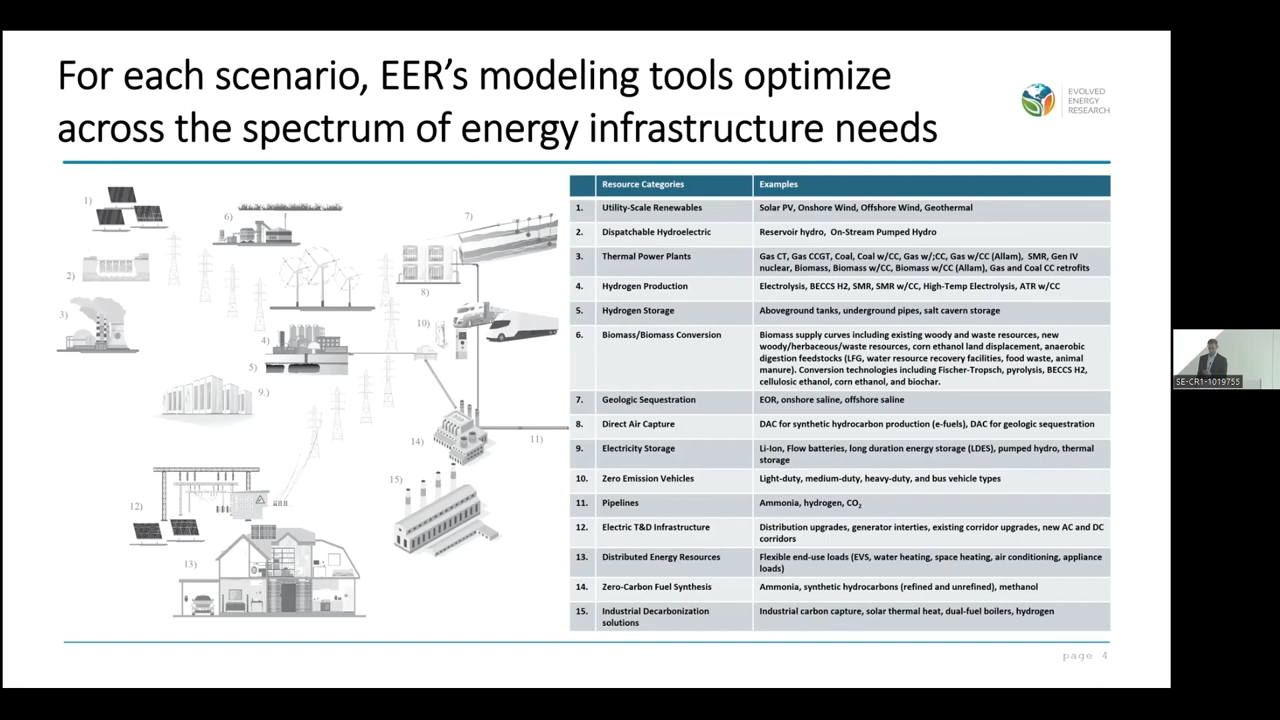 For each scenario, EER's modeling tools optimize
across the spectrum of energy infrastructure needs
EVOLVED
ENERGY
RESEARCH
1)
2)
3)
4)
5)
6)
7)
8)
9.)
10)
11)
12)
13)
14)
15)
Resource Categories Examples
1. Utility-Scale Renewables Solar PV, Onshore Wind, Offshore Wind, Geothermal
2. Dispatchable Hydroelectric Reservoir hydro, On-Stream Pumped Hydro
3. Thermal Power Plants Gas CT, Gas CCGT, Coal, Coal w/CC, Gas w/;CC, Gas w/CC (Allam), SMR, Gen IV
nuclear, Biomass, Biomass w/CC, Biomass w/CC (Allam), Gas and Coal CC retrofits
4. Hydrogen Production Electrolysis, BECCS H2, SMR, SMR w/CC, High-Temp Electrolysis, ATR w/CC
5. Hydrogen Storage Aboveground tanks, underground pipes, salt cavern storage
6. Biomass/Biomass Conversion Biomass supply curves including existing woody and waste resources, new
woody/herbaceous/waste resources, corn ethanol land displacement, anaerobic
digestion feedstocks (LFG, water resource recovery facilities, food waste, animal
manure). Conversion technologies including Fischer-Tropsch, pyrolysis, BECCS H2,
cellulosic ethanol, corn ethanol, and biochar.
7. Geologic Sequestration EOR, onshore saline, offshore saline
8. Direct Air Capture DAC for synthetic hydrocarbon production (e-fuels), DAC for geologic sequestration
9. Electricity Storage Li-Ion, Flow batteries, long duration energy storage (LDES), pumped hydro, thermal
storage
10. Zero Emission Vehicles Light-duty, medium-duty, heavy-duty, and bus vehicle types
11. Pipelines Ammonia, hydrogen, CO₂
12. Electric T&D Infrastructure Distribution upgrades, generator interties, existing corridor upgrades, new AC and DC
corridors
13. Distributed Energy Resources Flexible end-use loads (EVS, water heating, space heating, air conditioning, appliance
loads)
14. Zero-Carbon Fuel Synthesis Ammonia, synthetic hydrocarbons (refined and unrefined), methanol
15. Industrial Decarbonization Industrial carbon capture, solar thermal heat, dual-fuel boilers, hydrogen
solutions
page 4
SE-CR1-1019755